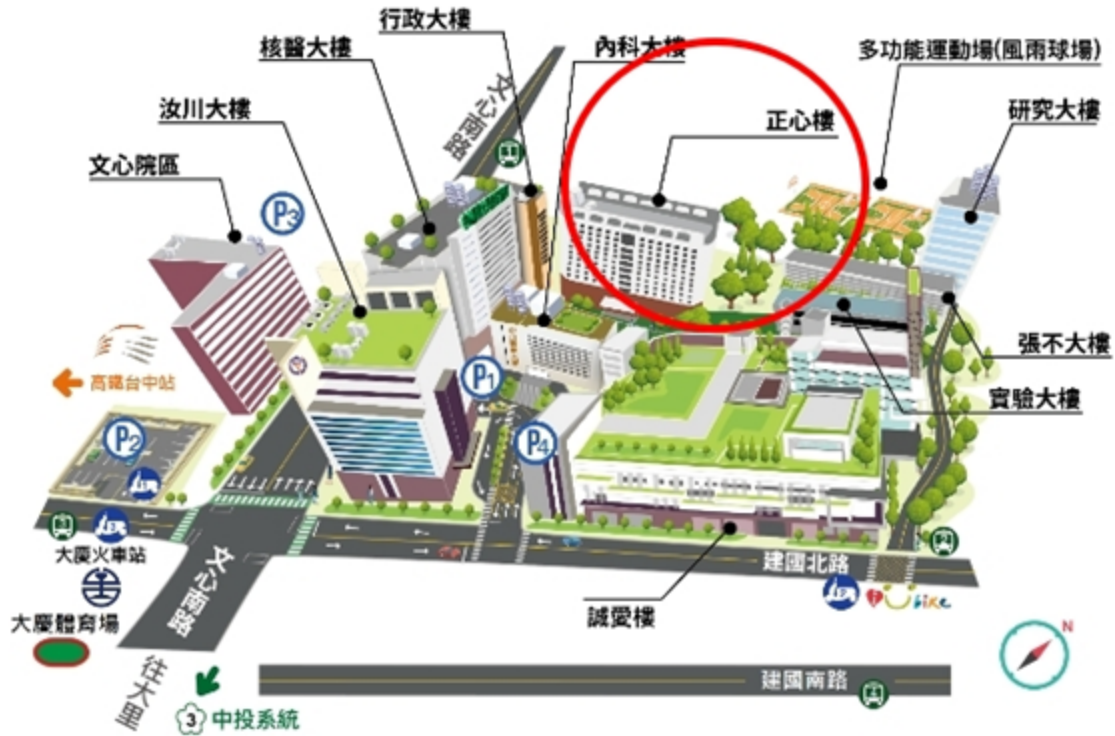 行政大樓
核醫大樓
內科大樓
多功能運動場(風雨球場)
汝川大樓
文心南路
正心樓
研究大樓
文心院區
P3
張不大樓
高鐵台中站
P1
實驗大樓
P2
P4
大慶火車站
文心南路
建國北路
bike
大慶體育場
誠愛樓
N
往大里
建國南路
3 中投系統